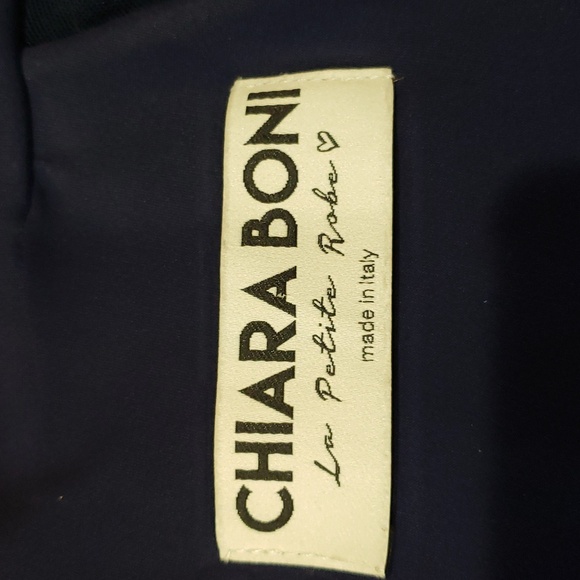 CHIARA BONI
La Petite Robe♡
made in Italy